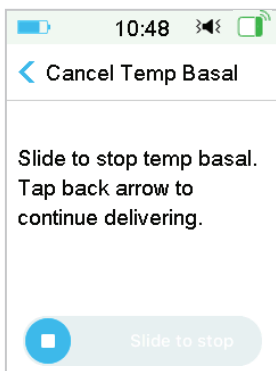 10:48
Cancel Temp Basal
Slide to stop temp basal.
Tap back arrow to
continue delivering.
Slide to stop